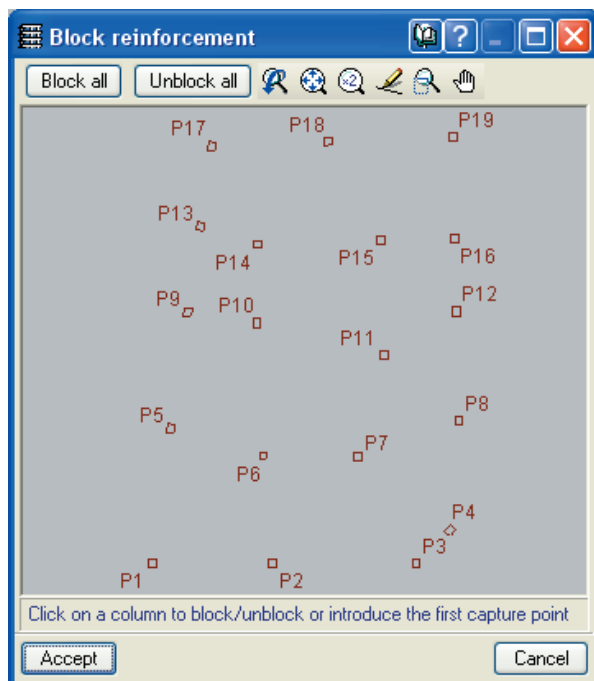 Block reinforcement
Block all Unblock all
P17 P18 P19
P13
P14 P15 P16
P9 P10 P12
P11
P5 P8
P6 P7
P4
P3
P1 P2
Click on a column to block/unblock or introduce the first capture point
Accept Cancel